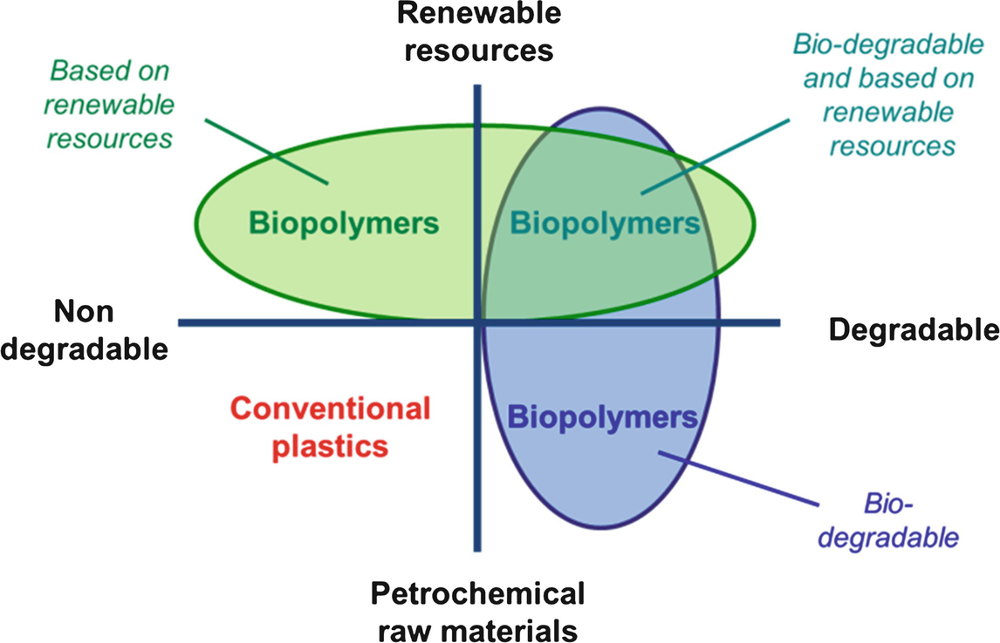 Renewable
resources
Based on
renewable
resources
Bio-degradable
and based on
renewable
resources
Biopolymers
Biopolymers
Non
degradable
Degradable
Conventional
plastics
Biopolymers
Bio-
degradable
Petrochemical
raw materials